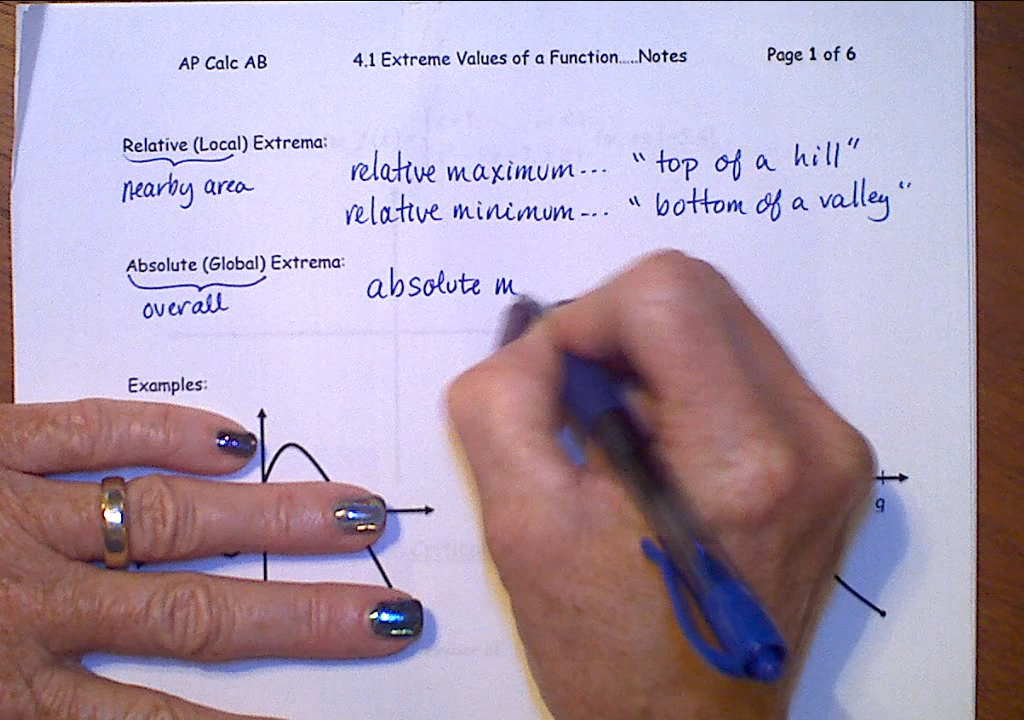 AP Calc AB 4.1 Extreme Values of a Function.....Notes Page 1 of 6
Relative (Local) Extrema:
nearby area
relative maximum--- "top of a hill"
relative minimum--- "bottom of a valley"
Absolute (Global) Extrema:
overall
absolute m
Examples:
9